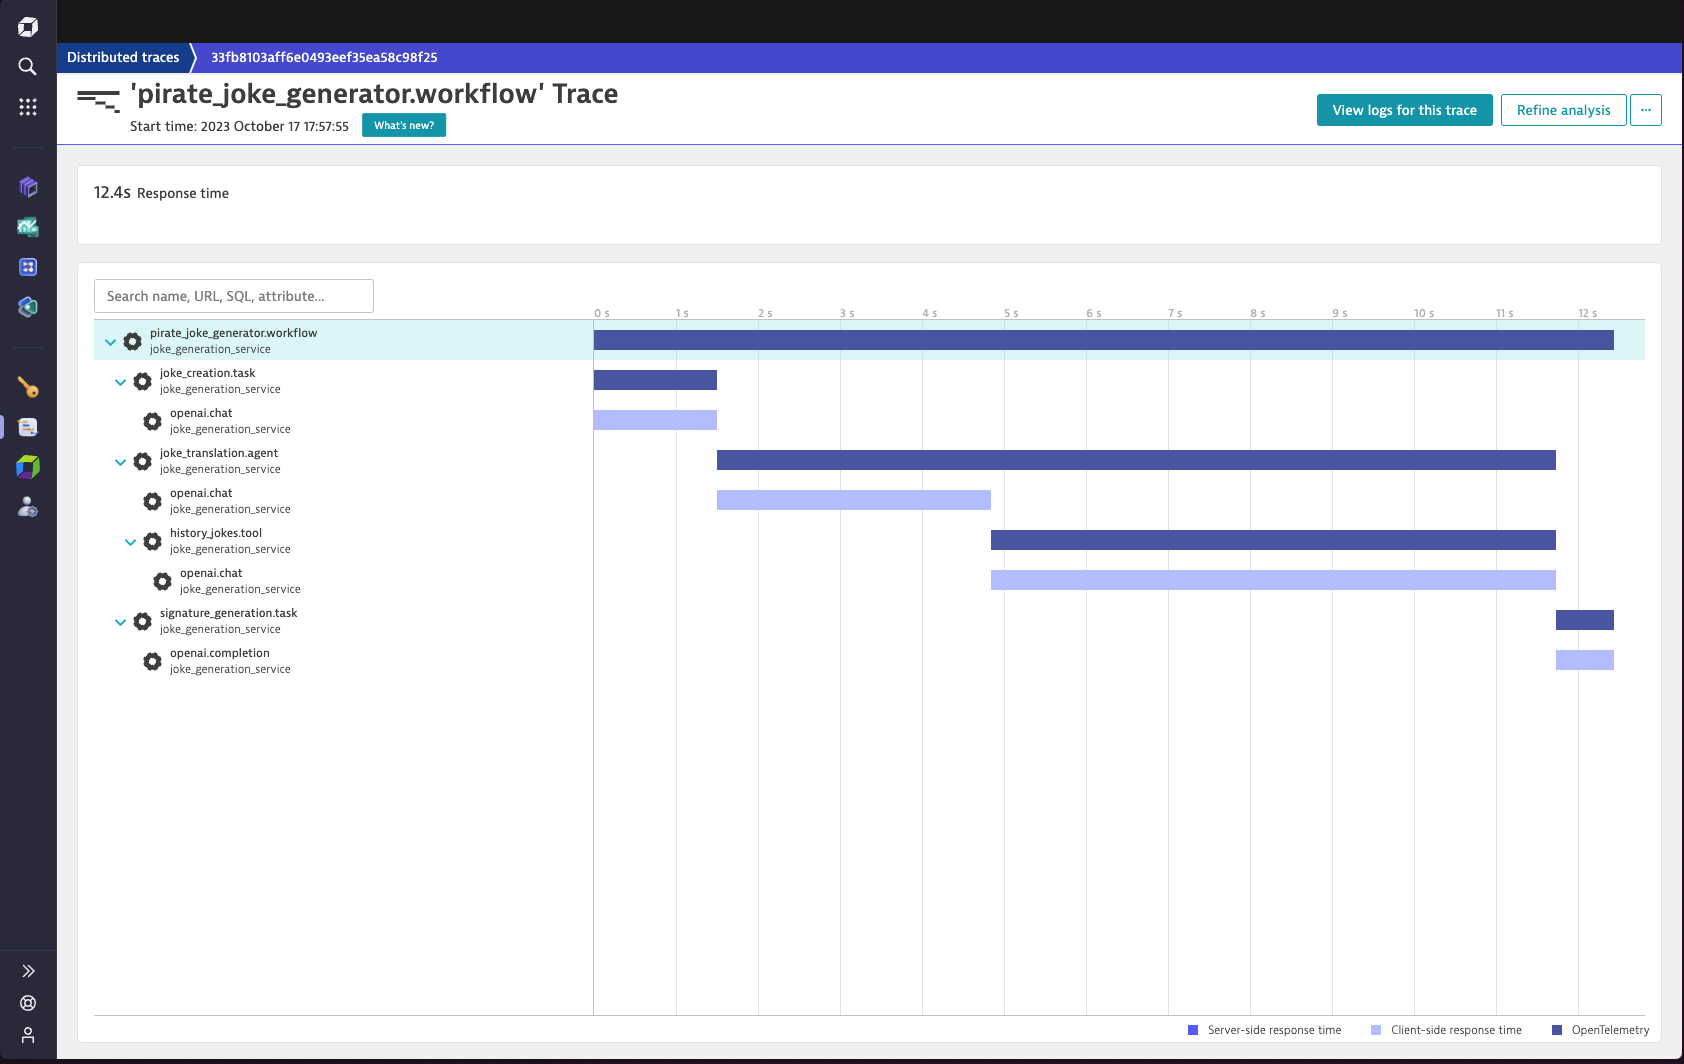 Distributed traces
33fb8103aff6e0493eef35ea58c98f25
'pirate_joke_generator.workflow' Trace
Start time: 2023 October 17 17:57:55
What's new?
View logs for this trace
Refine analysis
...
12.4s Response time
Search name, URL, SQL, attribute...
0 s 1 s 2 s 3 s 4 s 5 s 6 s 7 s 8 s 9 s 10 s 11 s 12 s
pirate_joke_generator.workflow
joke_generation_service
joke_creation.task
joke_generation_service
openai.chat
joke_generation_service
joke_translation.agent
joke_generation_service
openai.chat
joke_generation_service
history_jokes.tool
joke_generation_service
openai.chat
joke_generation_service
signature_generation.task
joke_generation_service
openai.completion
joke_generation_service
Server-side response time
Client-side response time
OpenTelemetry